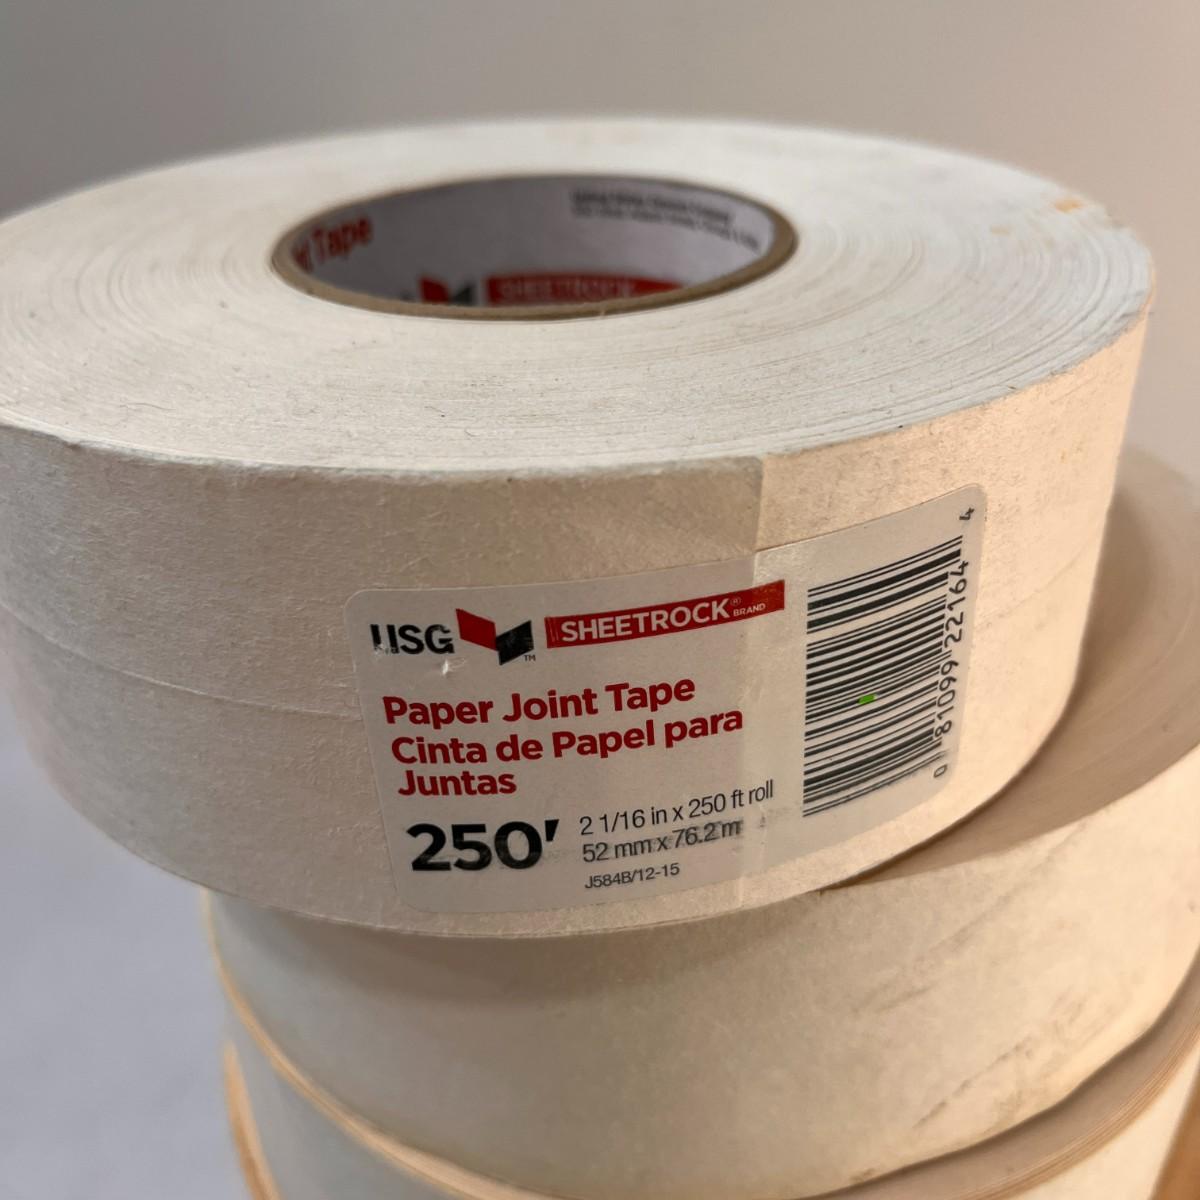 Tape
SHEETROCK
USG SHEETROCK® BRAND
TM
Paper Joint Tape
Cinta de Papel para
Juntas
250' 2 1/16 in x 250 ft roll
52 mm x 76.2 m
J584B/12-15
0 81099 22164 4